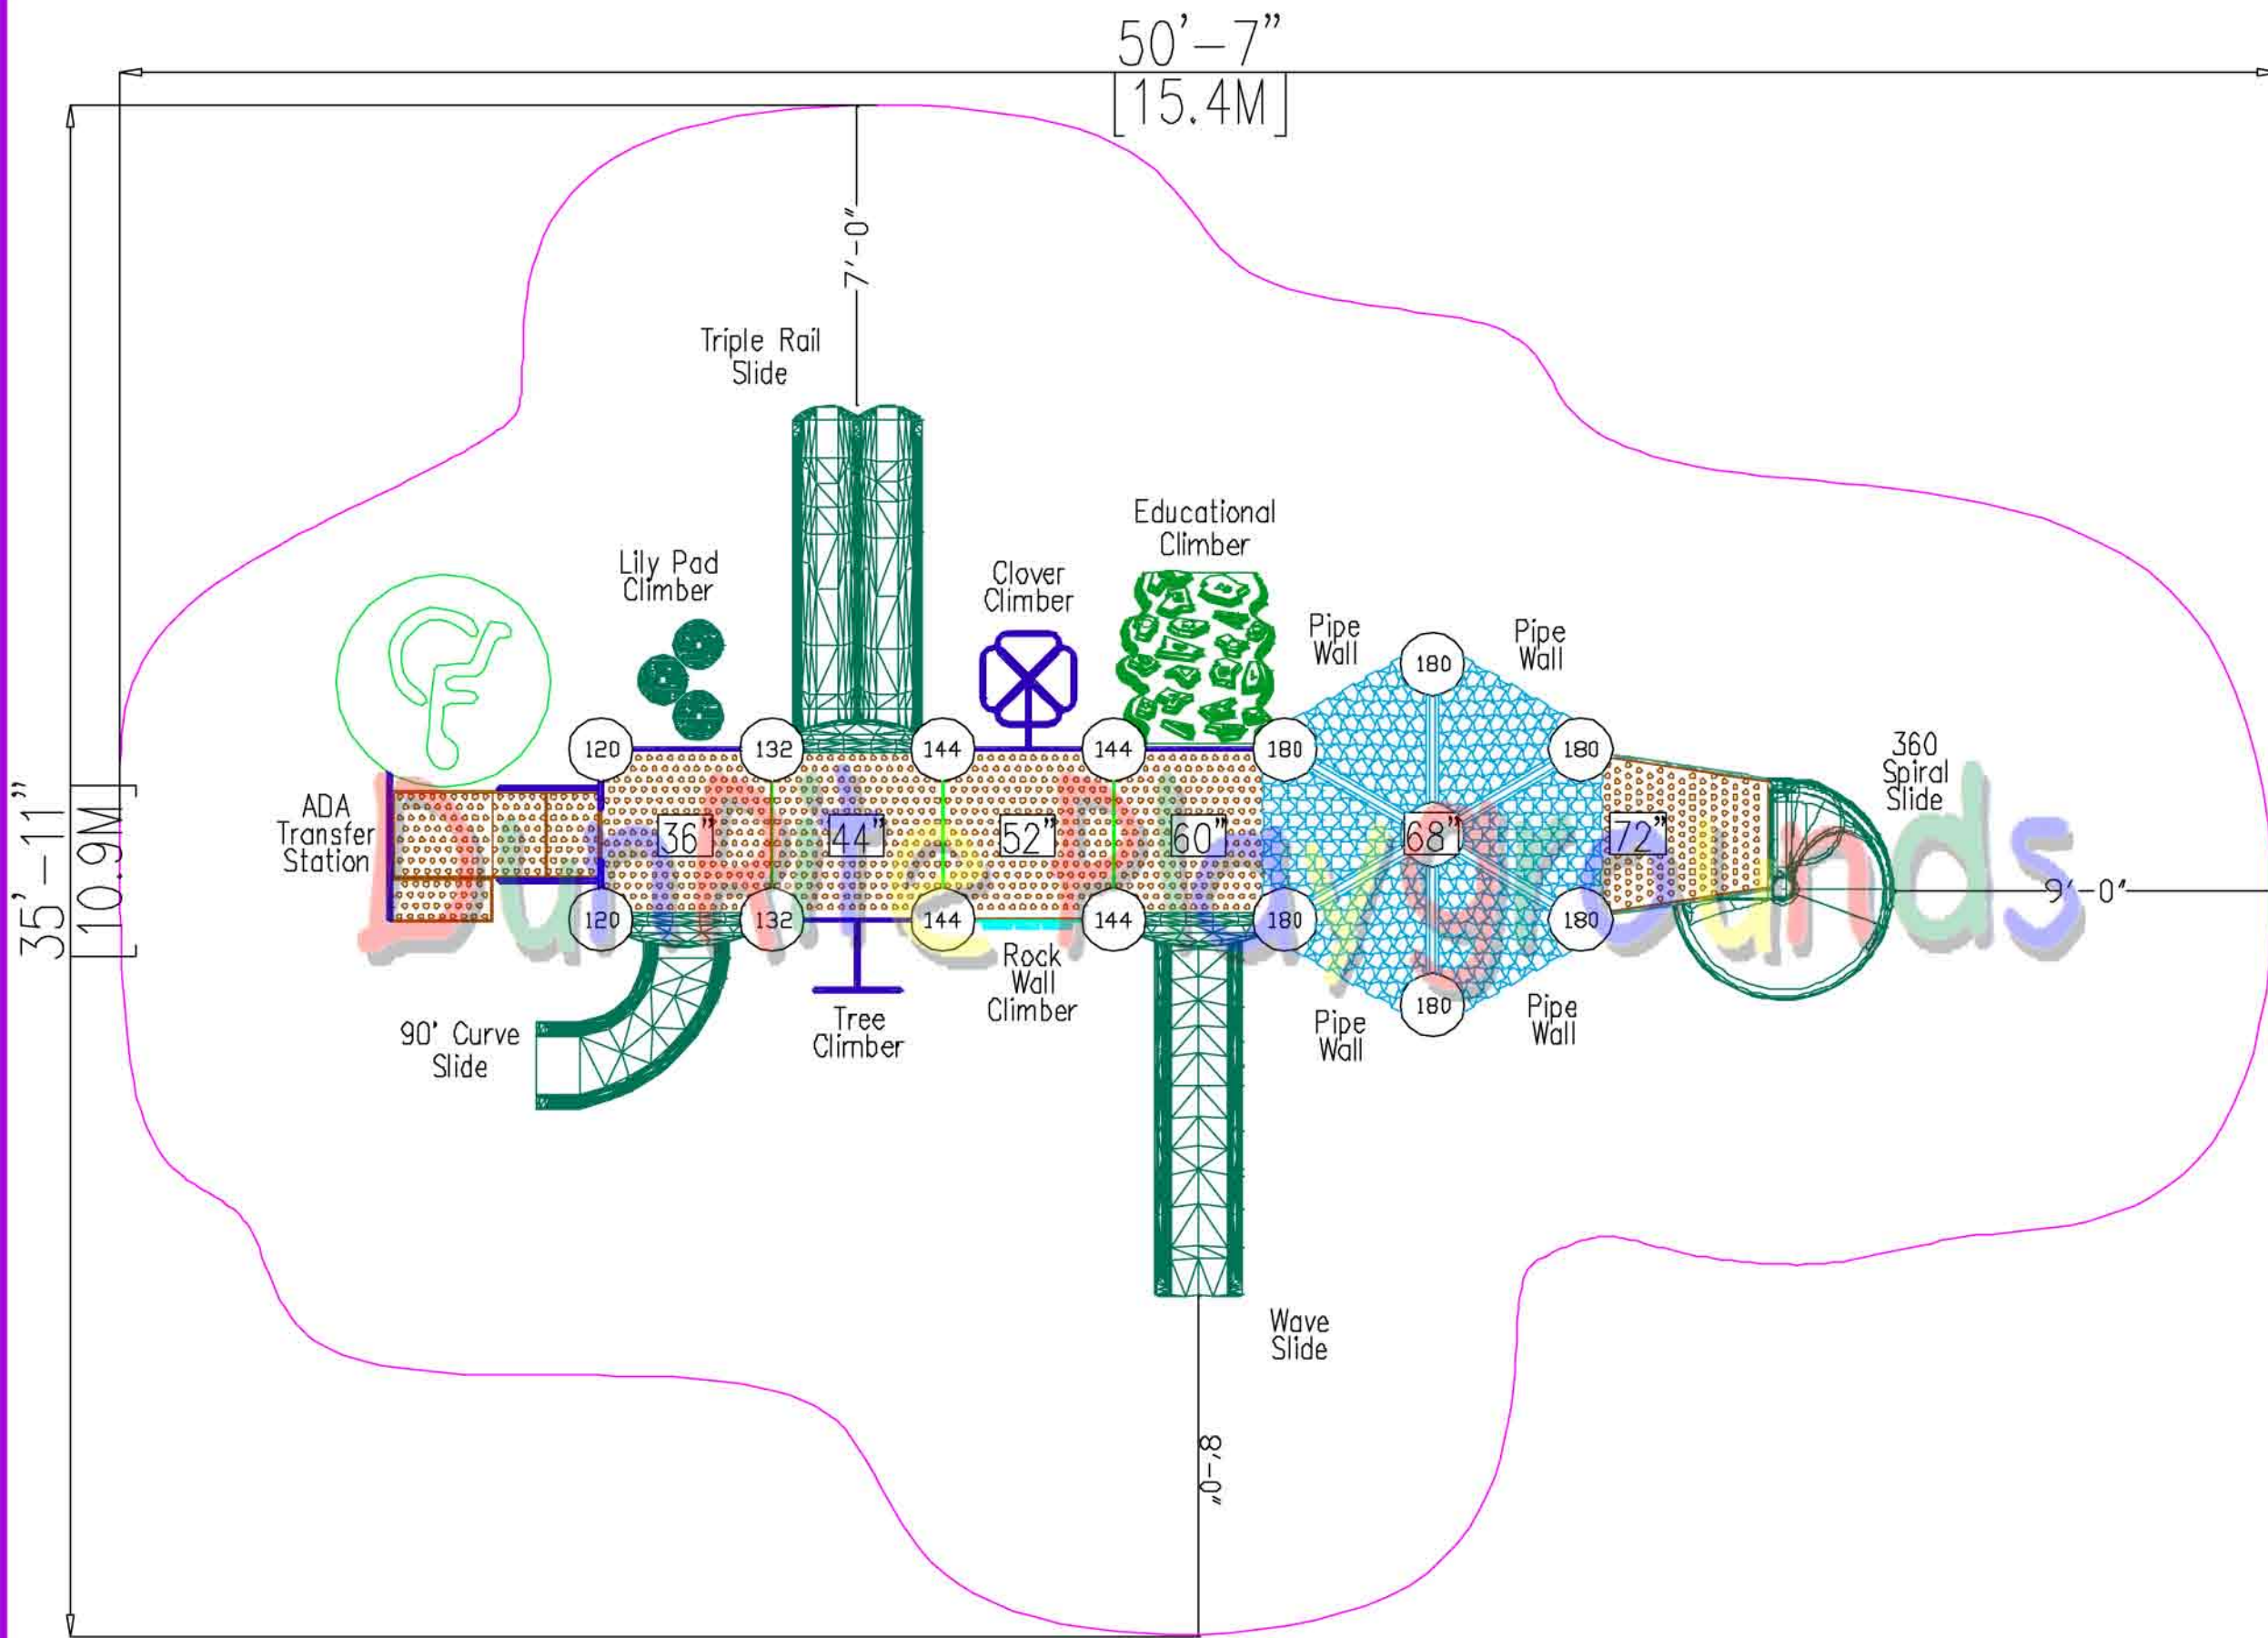 50'-7"
[15.4M]
7'-0"
Triple Rail
Slide
Educational
Climber
Lily Pad
Climber
Clover
Climber
Pipe
Wall
Pipe
Wall
180
120
132
144
144
180
180
360
Spiral
Slide
35'-11"
[10.9M]
ADA
Transfer
Station
36"
44"
52"
60"
68"
72"
DunRite Playgrounds
9'-0"
120
132
144
144
180
180
Rock
Wall
Climber
180
90' Curve
Slide
Tree
Climber
Pipe
Wall
Pipe
Wall
Wave
Slide
8'-0"